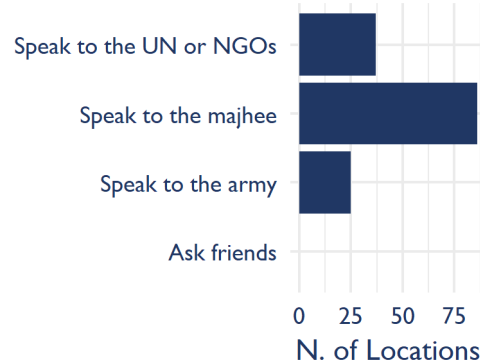 Speak to the UN or NGOs
Speak to the majhee
Speak to the army
Ask friends
0 25 50 75
N. of Locations